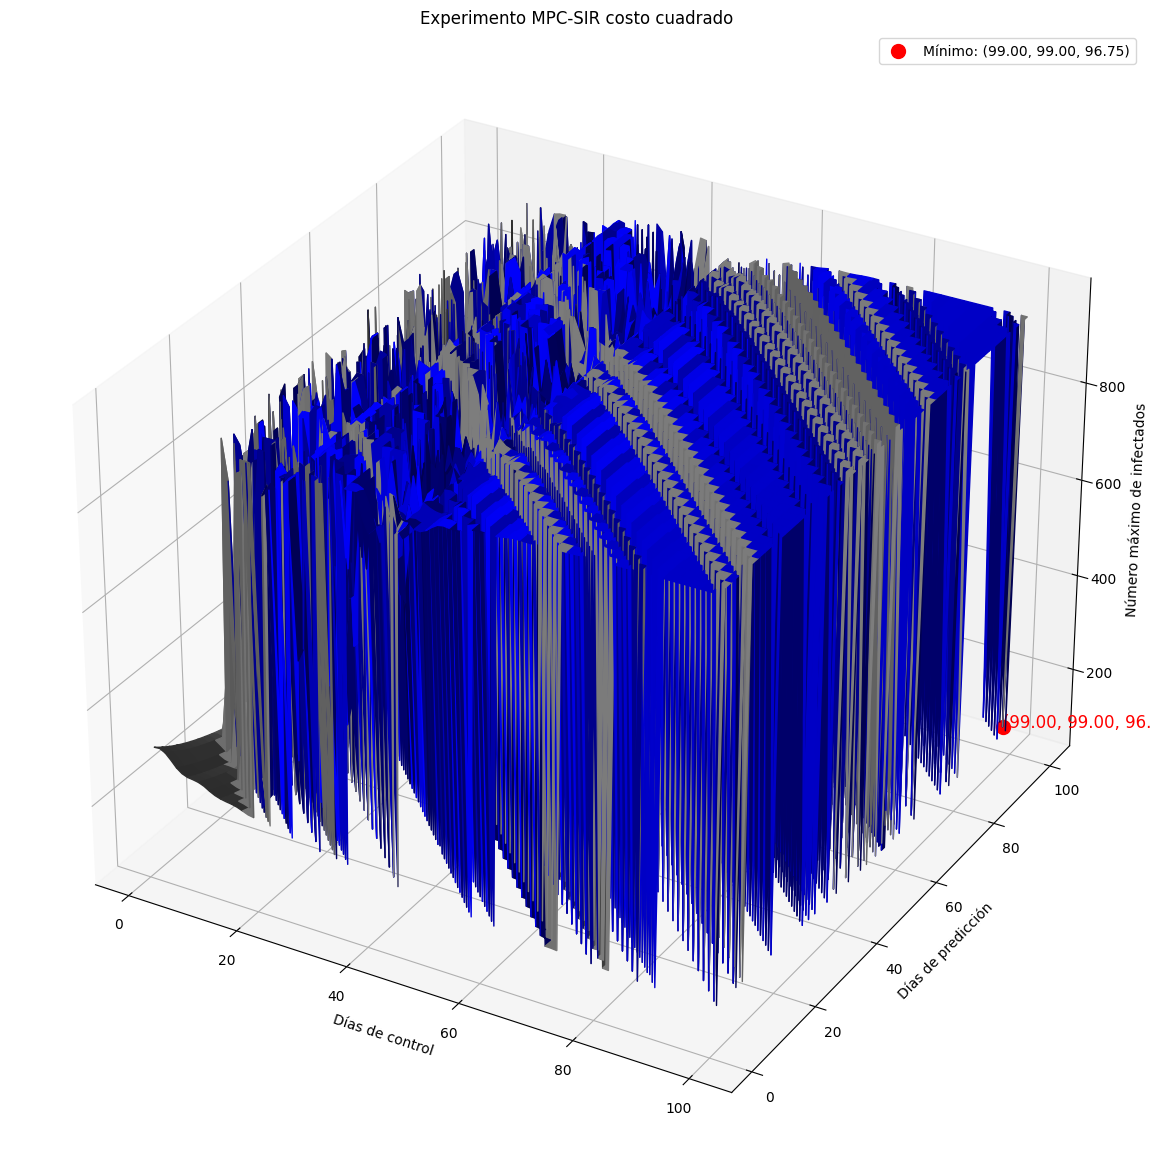 Experimento MPC-SIR costo cuadrado
Mínimo: (99.00, 99.00, 96.75)
800
600
400
200
Número máximo de infectados
99.00, 99.00, 96.
100
80
60
40
20
0
Días de predicción
0
20
40
60
80
100
Días de control